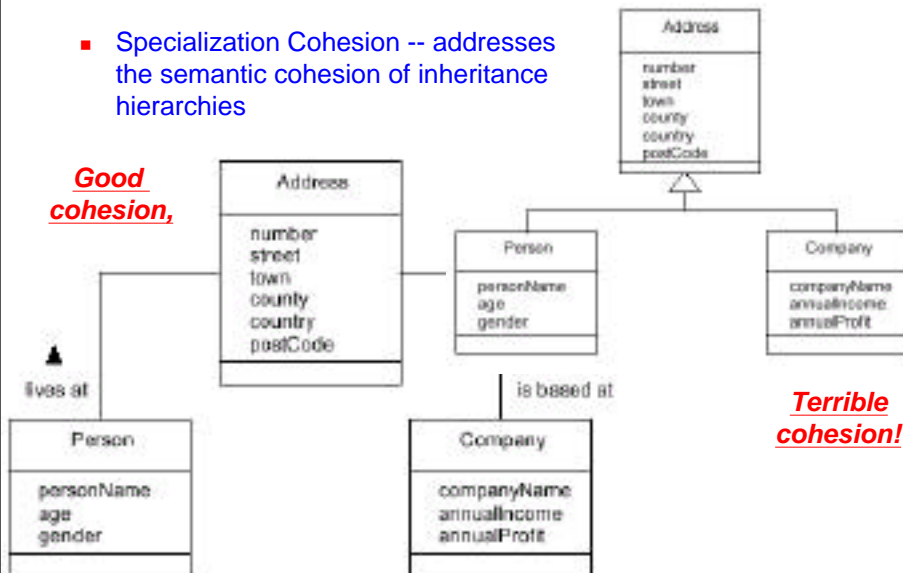 Specialization Cohesion -- addresses
the semantic cohesion of inheritance
hierarchies
Good
cohesion,
Address
number
street
town
county
country
postCode
lives at
Person
personName
age
gender
is based at
Company
companyName
annualIncome
annualProfit
Address
number
street
town
county
country
postCode
Person
personName
age
gender
Company
companyName
annualIncome
annualProfit
Terrible
cohesion!